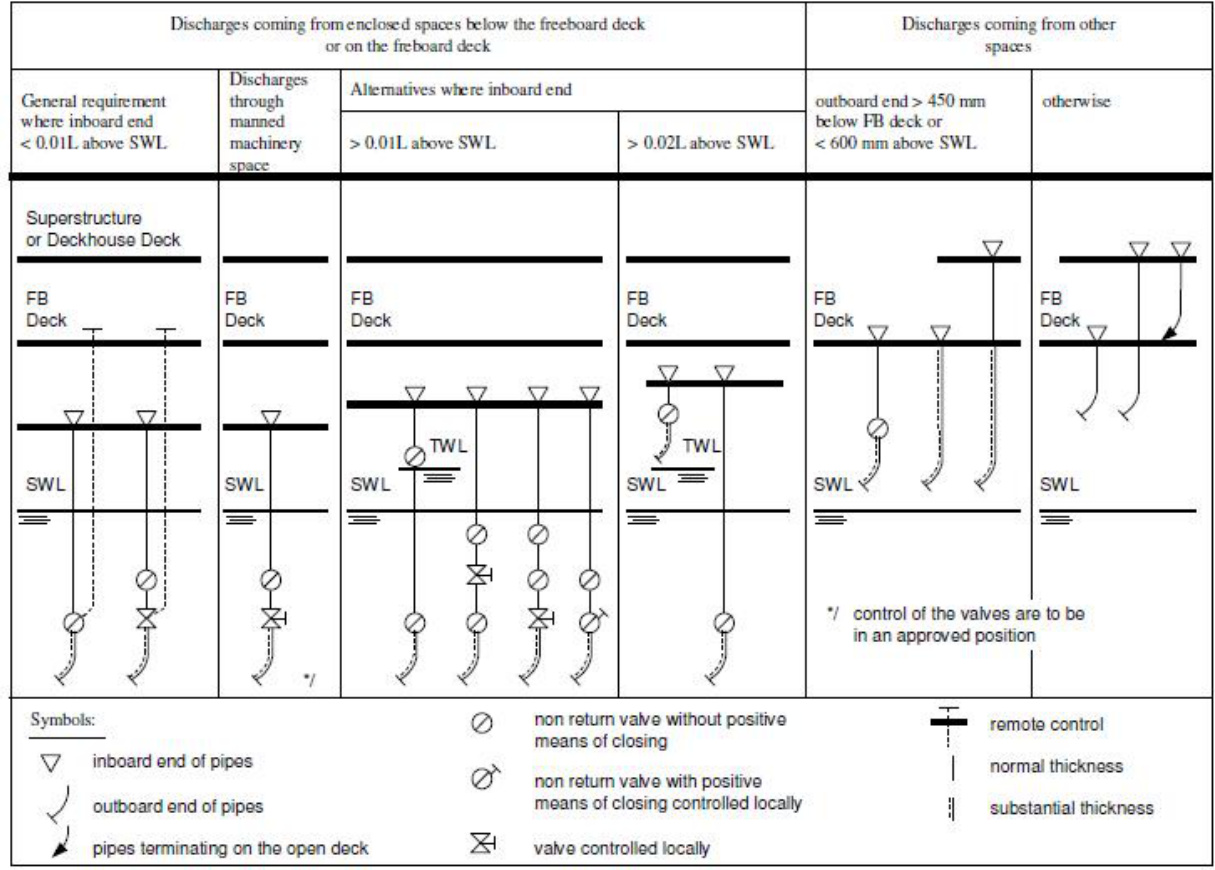 Discharges coming from enclosed spaces below the freeboard deck
or on the freboard deck
Discharges coming from other
spaces
General requirement
where inboard end
< 0.01L above SWL
Discharges
through
manned
machinery
space
Alternatives where inboard end
> 0.01L above SWL
> 0.02L above SWL
outboard end > 450 mm
below FB deck or
< 600 mm above SWL
otherwise
Superstructure
or Deckhouse Deck
FB
Deck
FB
Deck
FB
Deck
FB
Deck
FB
Deck
FB
Deck
TWL
TWL
SWL
SWL
SWL
SWL
SWL
SWL
*/
*/ control of the valves are to be
in an approved position
Symbols:
inboard end of pipes
outboard end of pipes
pipes terminating on the open deck
non return valve without positive
means of closing
non return valve with positive
means of closing controlled locally
valve controlled locally
remote control
normal thickness
substantial thickness